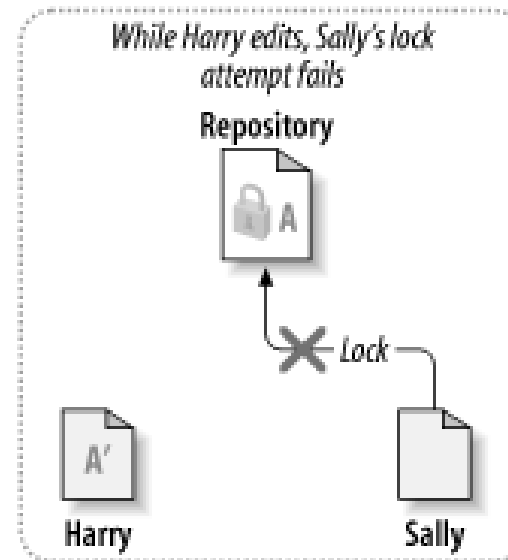 While Harry edits, Sally's lock
attempt fails
Repository
A
Lock
A'
Harry
Sally